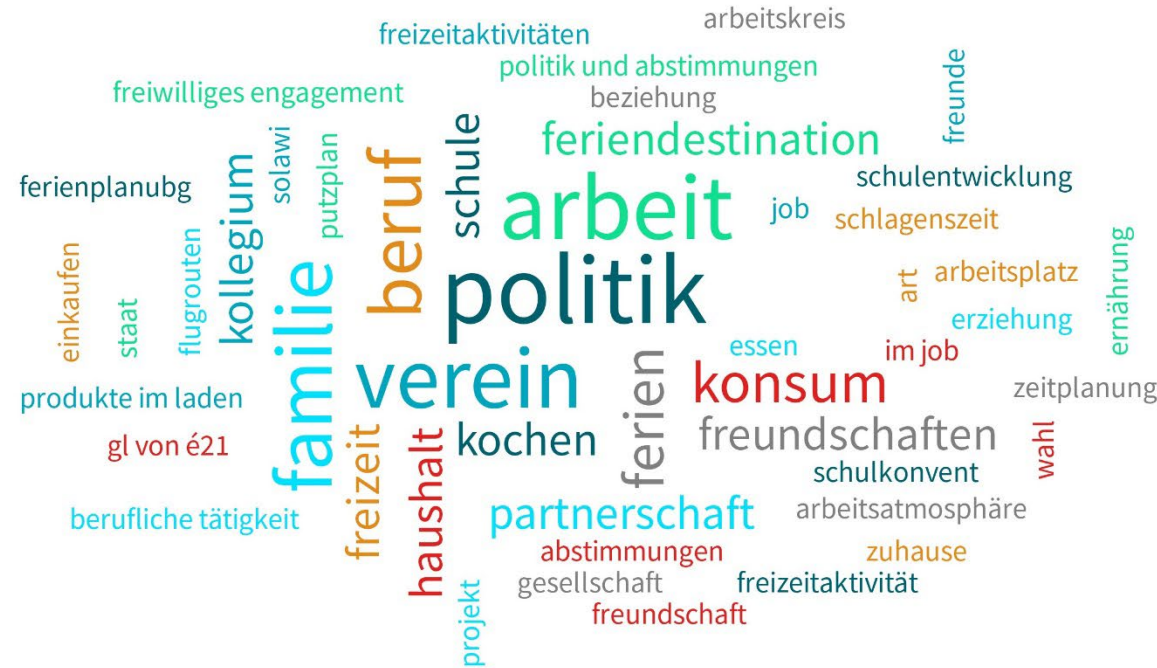 arbeitskreis
freizeitaktivitäten
politik und abstimmungen
freiwilliges engagement
beziehung
freunde
feriendestination
schule
solawi
putzplan
beruf
kollegium
ferienplanubg
arbeit
schulentwicklung
job
schlagenszeit
einkaufen
staat
flugrouten
familie
politik
art
arbeitsplatz
ernährung
erziehung
essen
im job
verein
ferien
konsum
zeitplanung
produkte im laden
gl von é21
freizeit
haushalt
kochen
freundschaften
wahl
schulkonvent
berufliche tätigkeit
partnerschaft
arbeitsatmosphäre
abstimmungen
zuhause
projekt
gesellschaft
freizeitaktivität
freundschaft